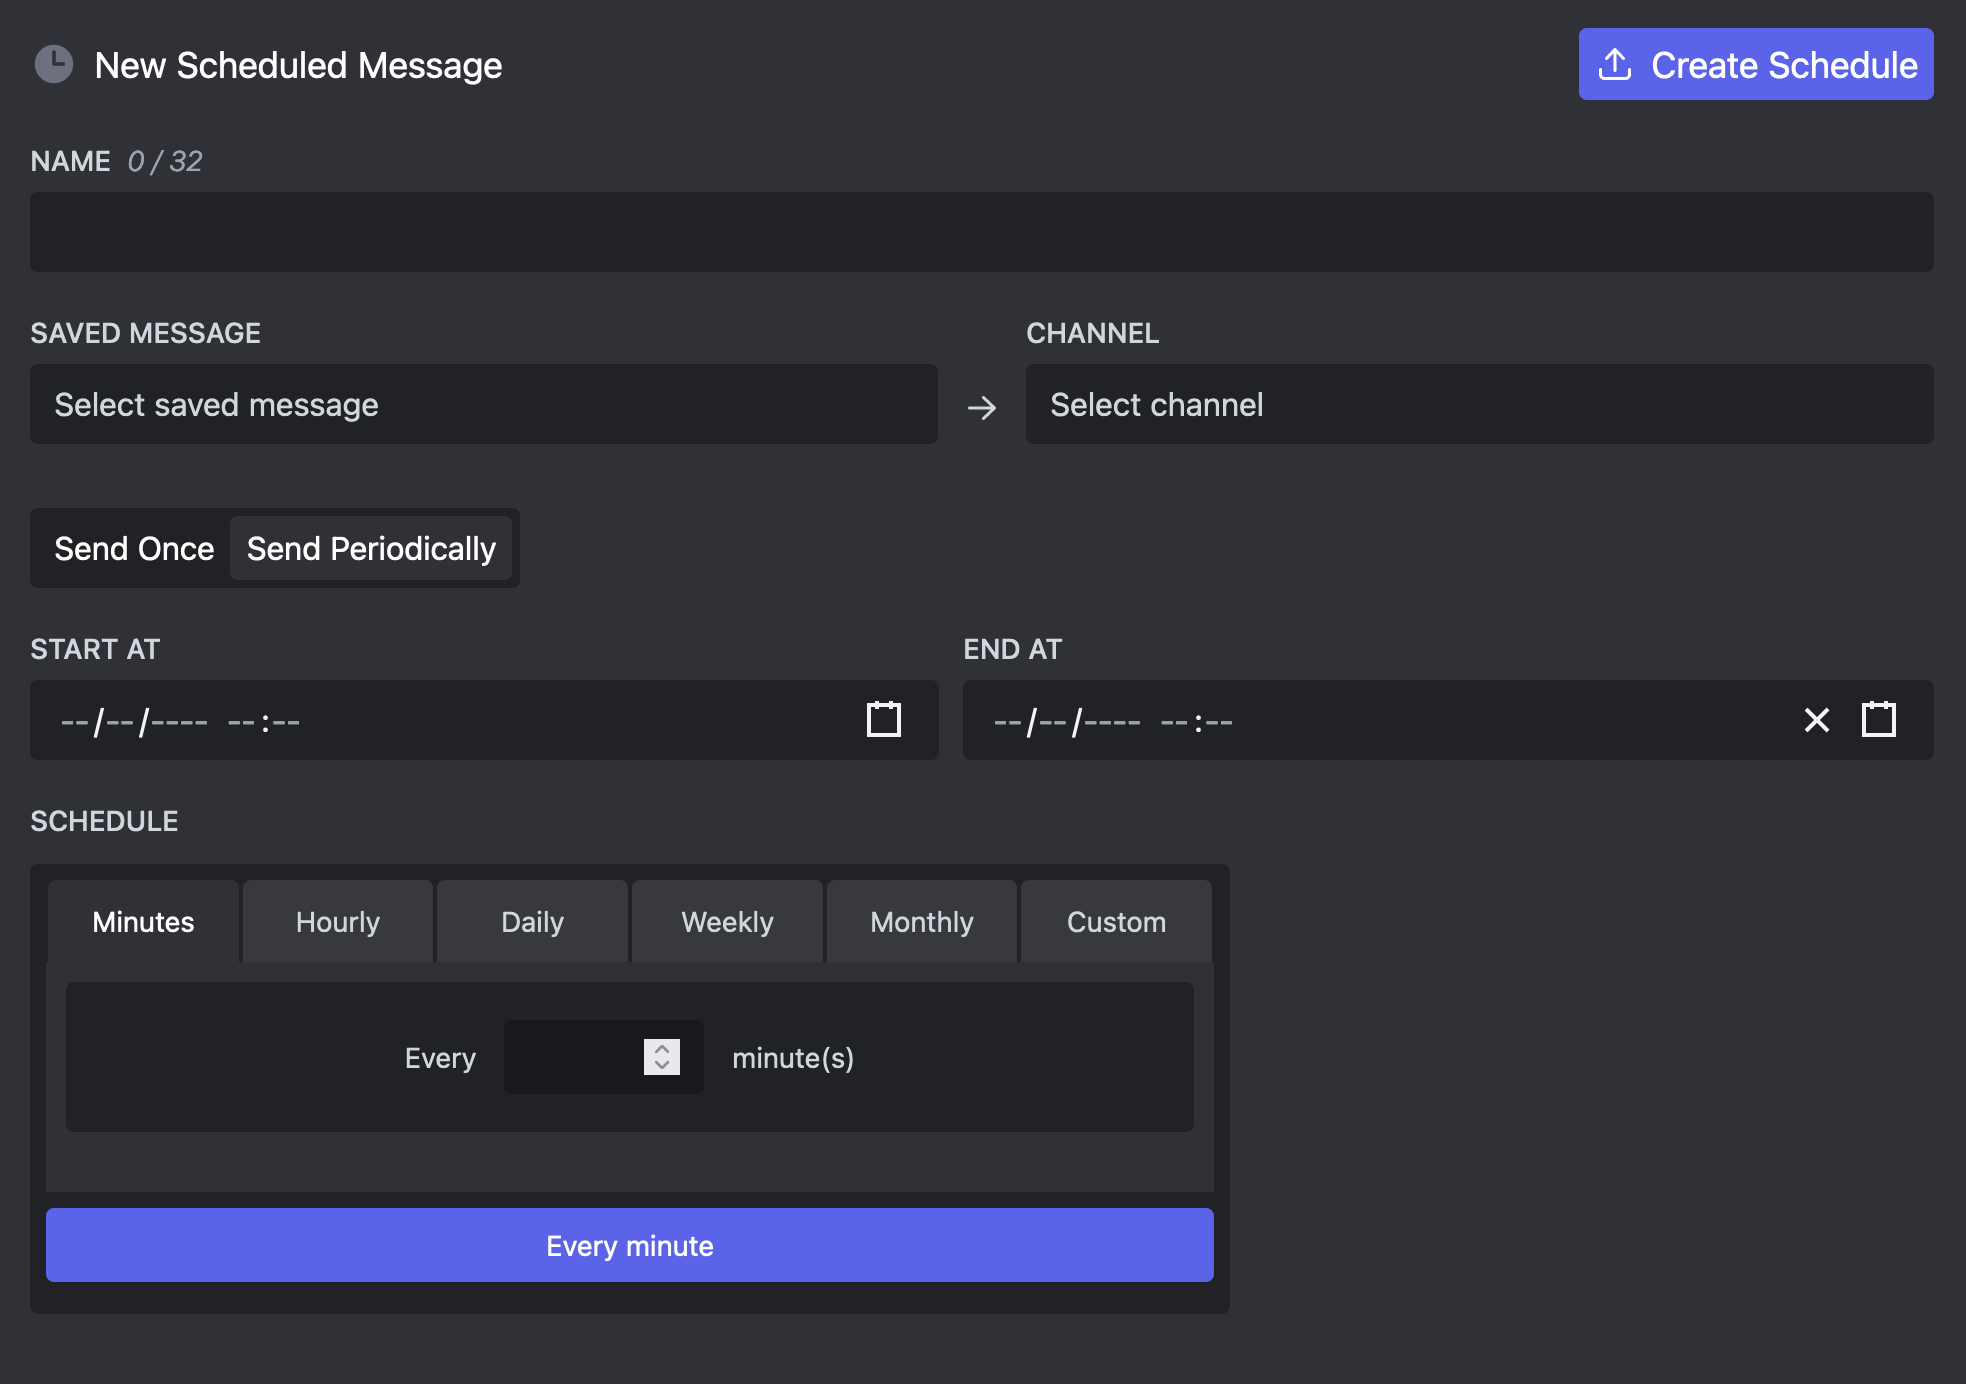 New Scheduled Message
Create Schedule
NAME 0 / 32
SAVED MESSAGE
CHANNEL
Select saved message
Select channel
Send Once
Send Periodically
START AT
END AT
--/--/---- --:--
--/--/---- --:--
SCHEDULE
Minutes
Hourly
Daily
Weekly
Monthly
Custom
Every
minute(s)
Every minute